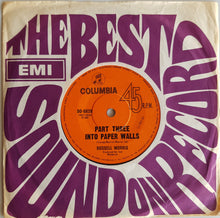 THE BEST
EMI
SOUND ON RECORD
COLUMBIA
45
R.P.M.
PART THREE
INTO PAPER WALLS
RUSSELL MORRIS